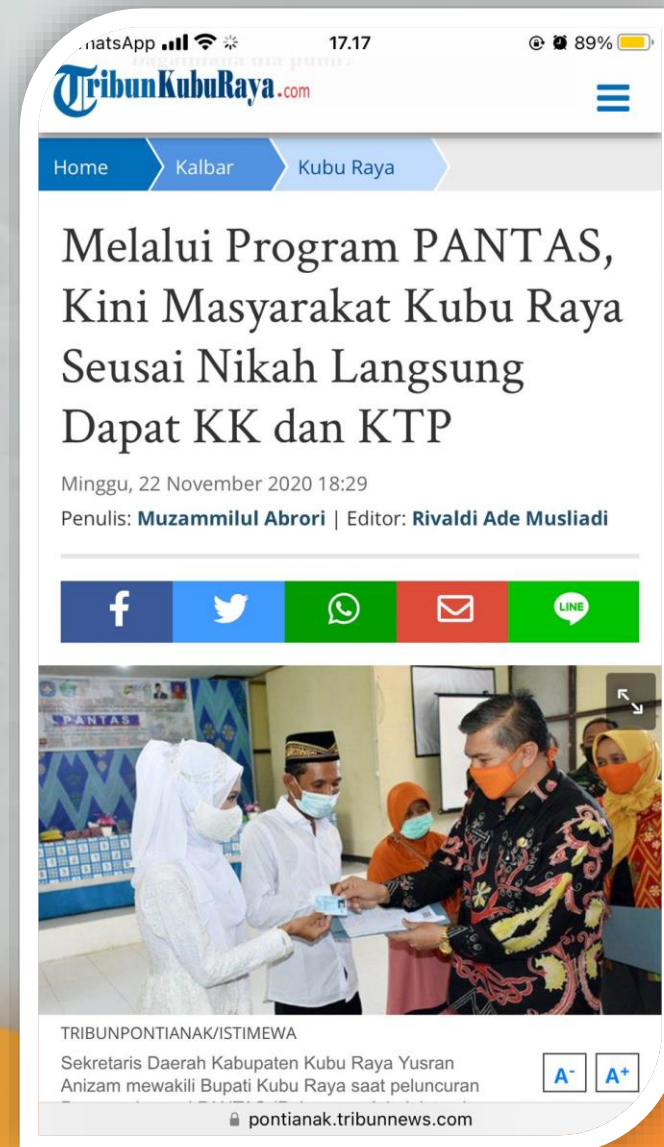 WhatsApp 17.17 89%
TribunKubuRaya.com
Home Kalbar Kubu Raya
Melalui Program PANTAS,
Kini Masyarakat Kubu Raya
Seusai Nikah Langsung
Dapat KK dan KTP
Minggu, 22 November 2020 18:29
Penulis: Muzammilul Abrori | Editor: Rivaldi Ade Musliadi
LINE
PANTAS
TRIBUNPONTIANAK/ISTIMEWA
Sekretaris Daerah Kabupaten Kubu Raya Yusran
Anizam mewakili Bupati Kubu Raya saat peluncuran
A- A+
pontianak.tribunnews.com